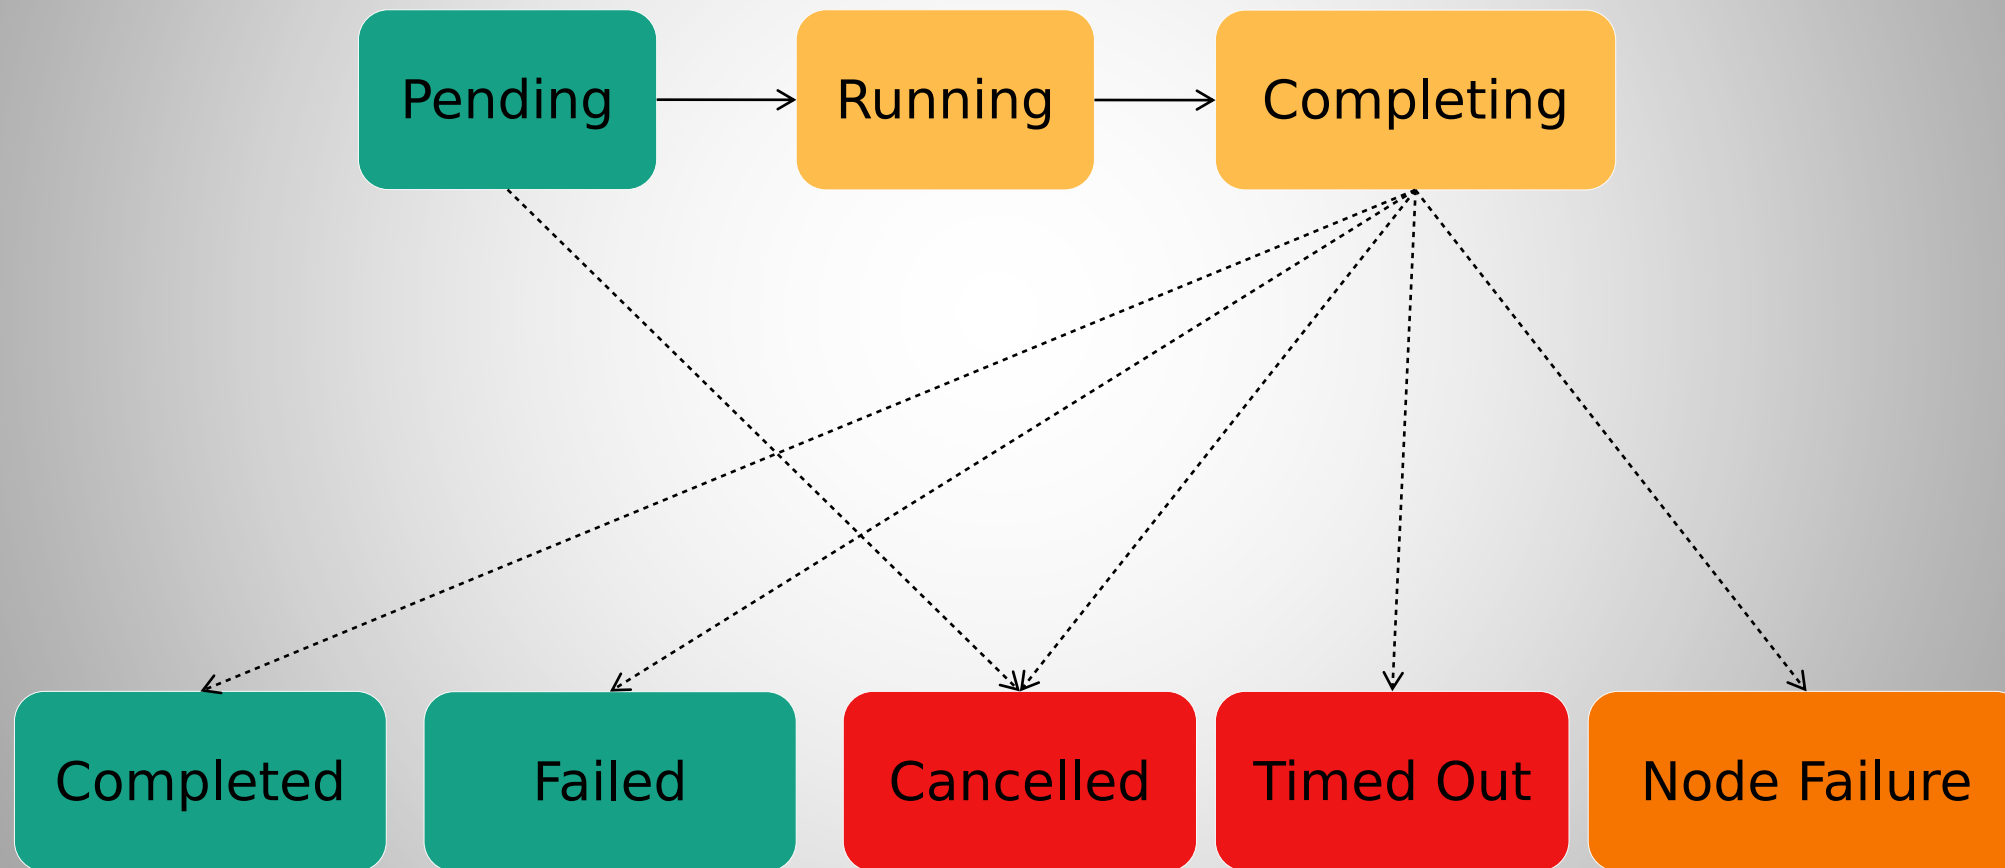 Pending
Running
Completing
Completed
Failed
Cancelled
Timed Out
Node Failure